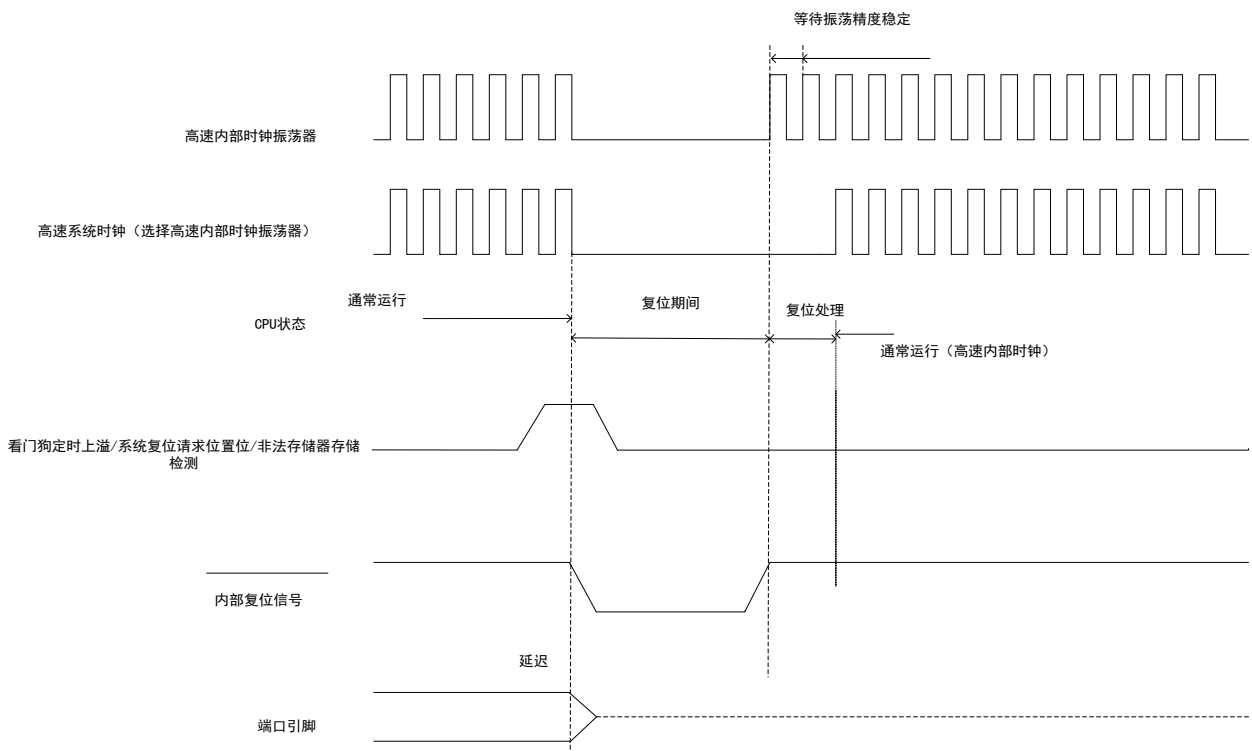 等待振荡精度稳定
高速内部时钟振荡器
高速系统时钟（选择高速内部时钟振荡器）
通常运行
复位期间
复位处理
CPU状态
通常运行（高速内部时钟）
看门狗定时上溢/系统复位请求位置位/非法存储器存储
检测
内部复位信号
延迟
端口引脚